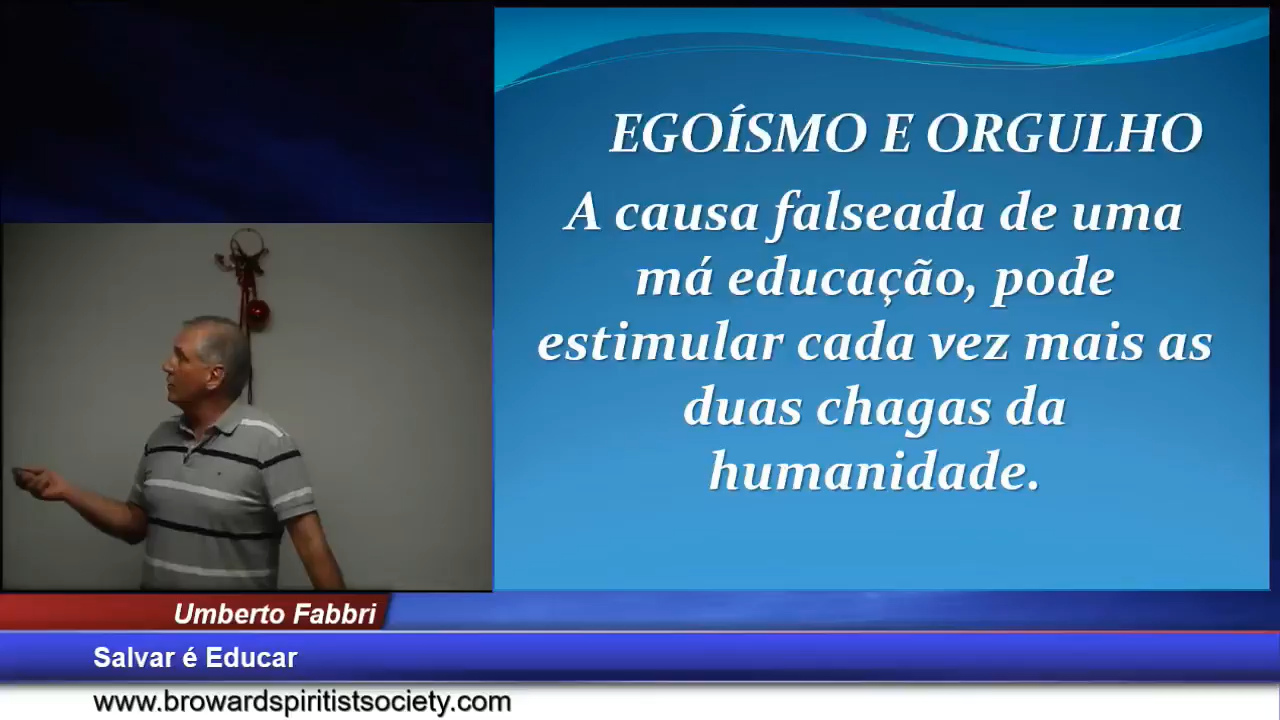 EGOÍSMO E ORGULHO
A causa falseada de uma
má educação, pode
estimular cada vez mais as
duas chagas da
humanidade.
Umberto Fabbri
Salvar é Educar
www.browardspiritistsociety.com